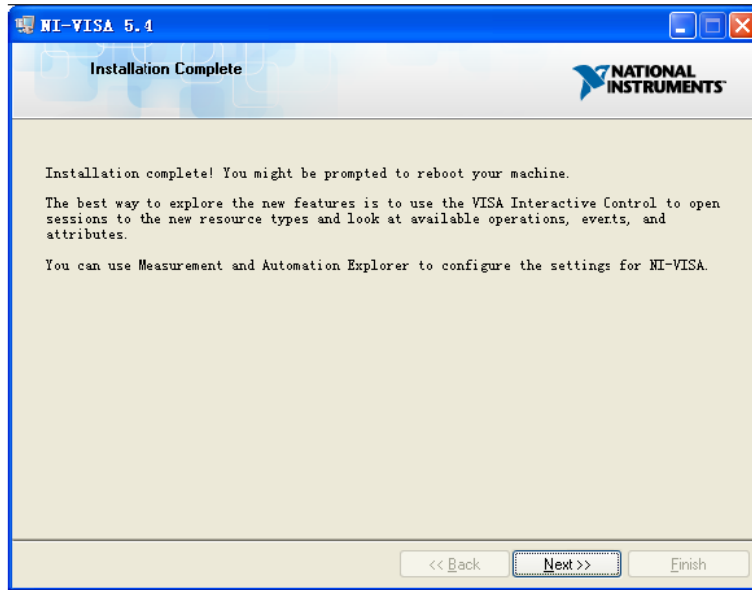 NI-VISA 5.4
Installation Complete
NATIONAL
INSTRUMENTS™
Installation complete! You might be prompted to reboot your machine.
The best way to explore the new features is to use the VISA Interactive Control to open
sessions to the new resource types and look at available operations, events, and
attributes.
You can use Measurement and Automation Explorer to configure the settings for NI-VISA.
<< Back
Next >>
Finish